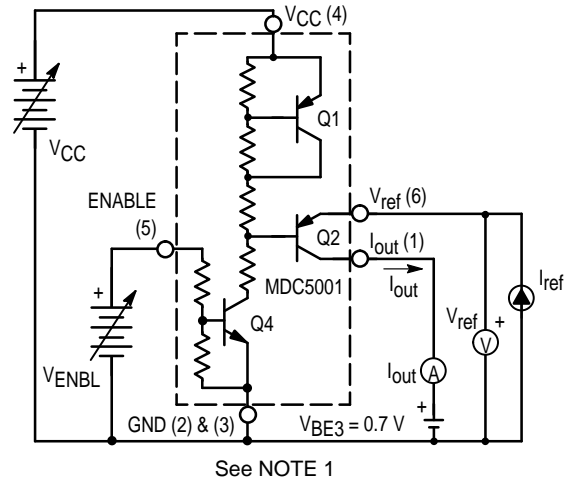 VCC (4)
+
VCC
Q1
ENABLE
(5)
Vref (6)
Q2
Iout (1)
Iout
MDC5001
Iref
+
Q4
Vref
+
V
VENBL
Iout
A
+
GND (2) & (3)
VBE3 = 0.7 V
See NOTE 1